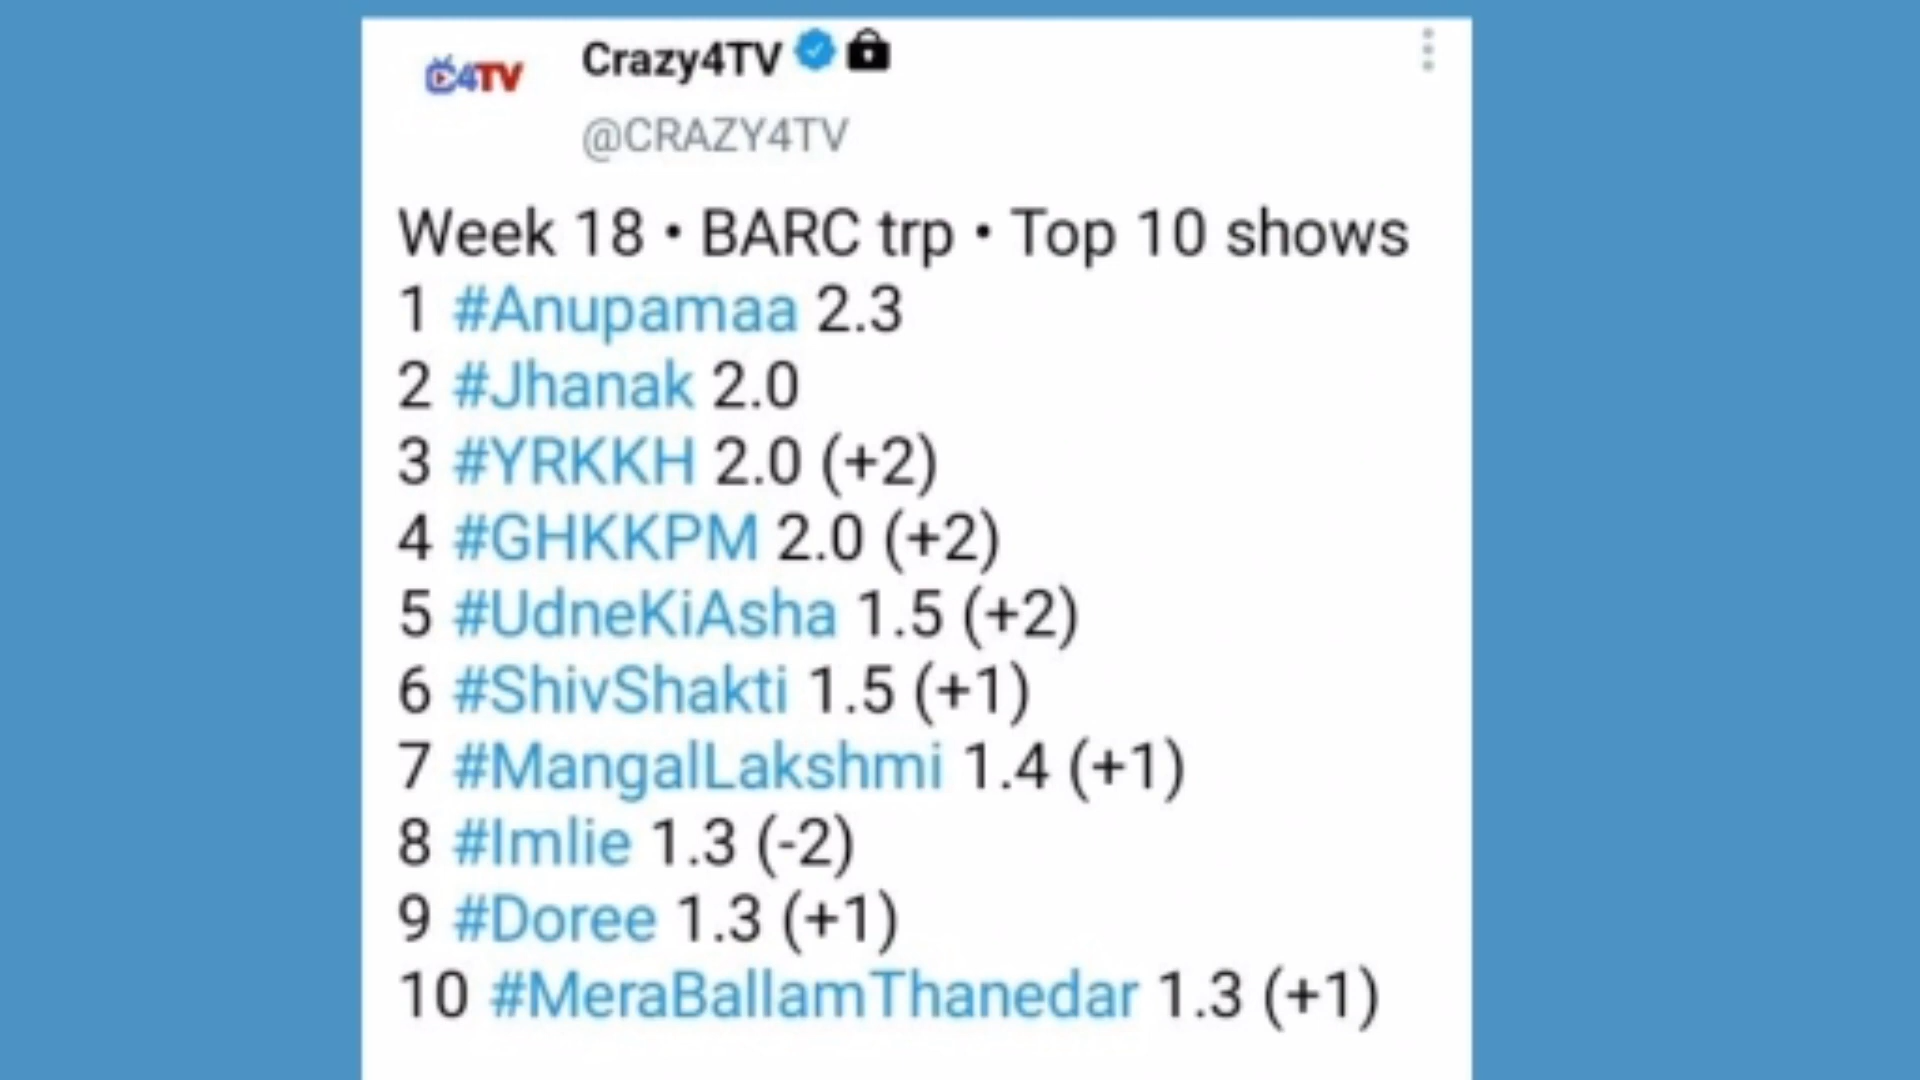 C4TV
Crazy4TV
@CRAZY4TV
Week 18 • BARC trp • Top 10 shows
1 #Anupamaa 2.3
2 #Jhanak 2.0
3 #YRKKH 2.0 (+2)
4 #GHKKPM 2.0 (+2)
5 #UdneKiAsha 1.5 (+2)
6 #ShivShakti 1.5 (+1)
7 #MangalLakshmi 1.4 (+1)
8 #Imlie 1.3 (-2)
9 #Doree 1.3 (+1)
10 #MeraBallamThanedar 1.3 (+1)